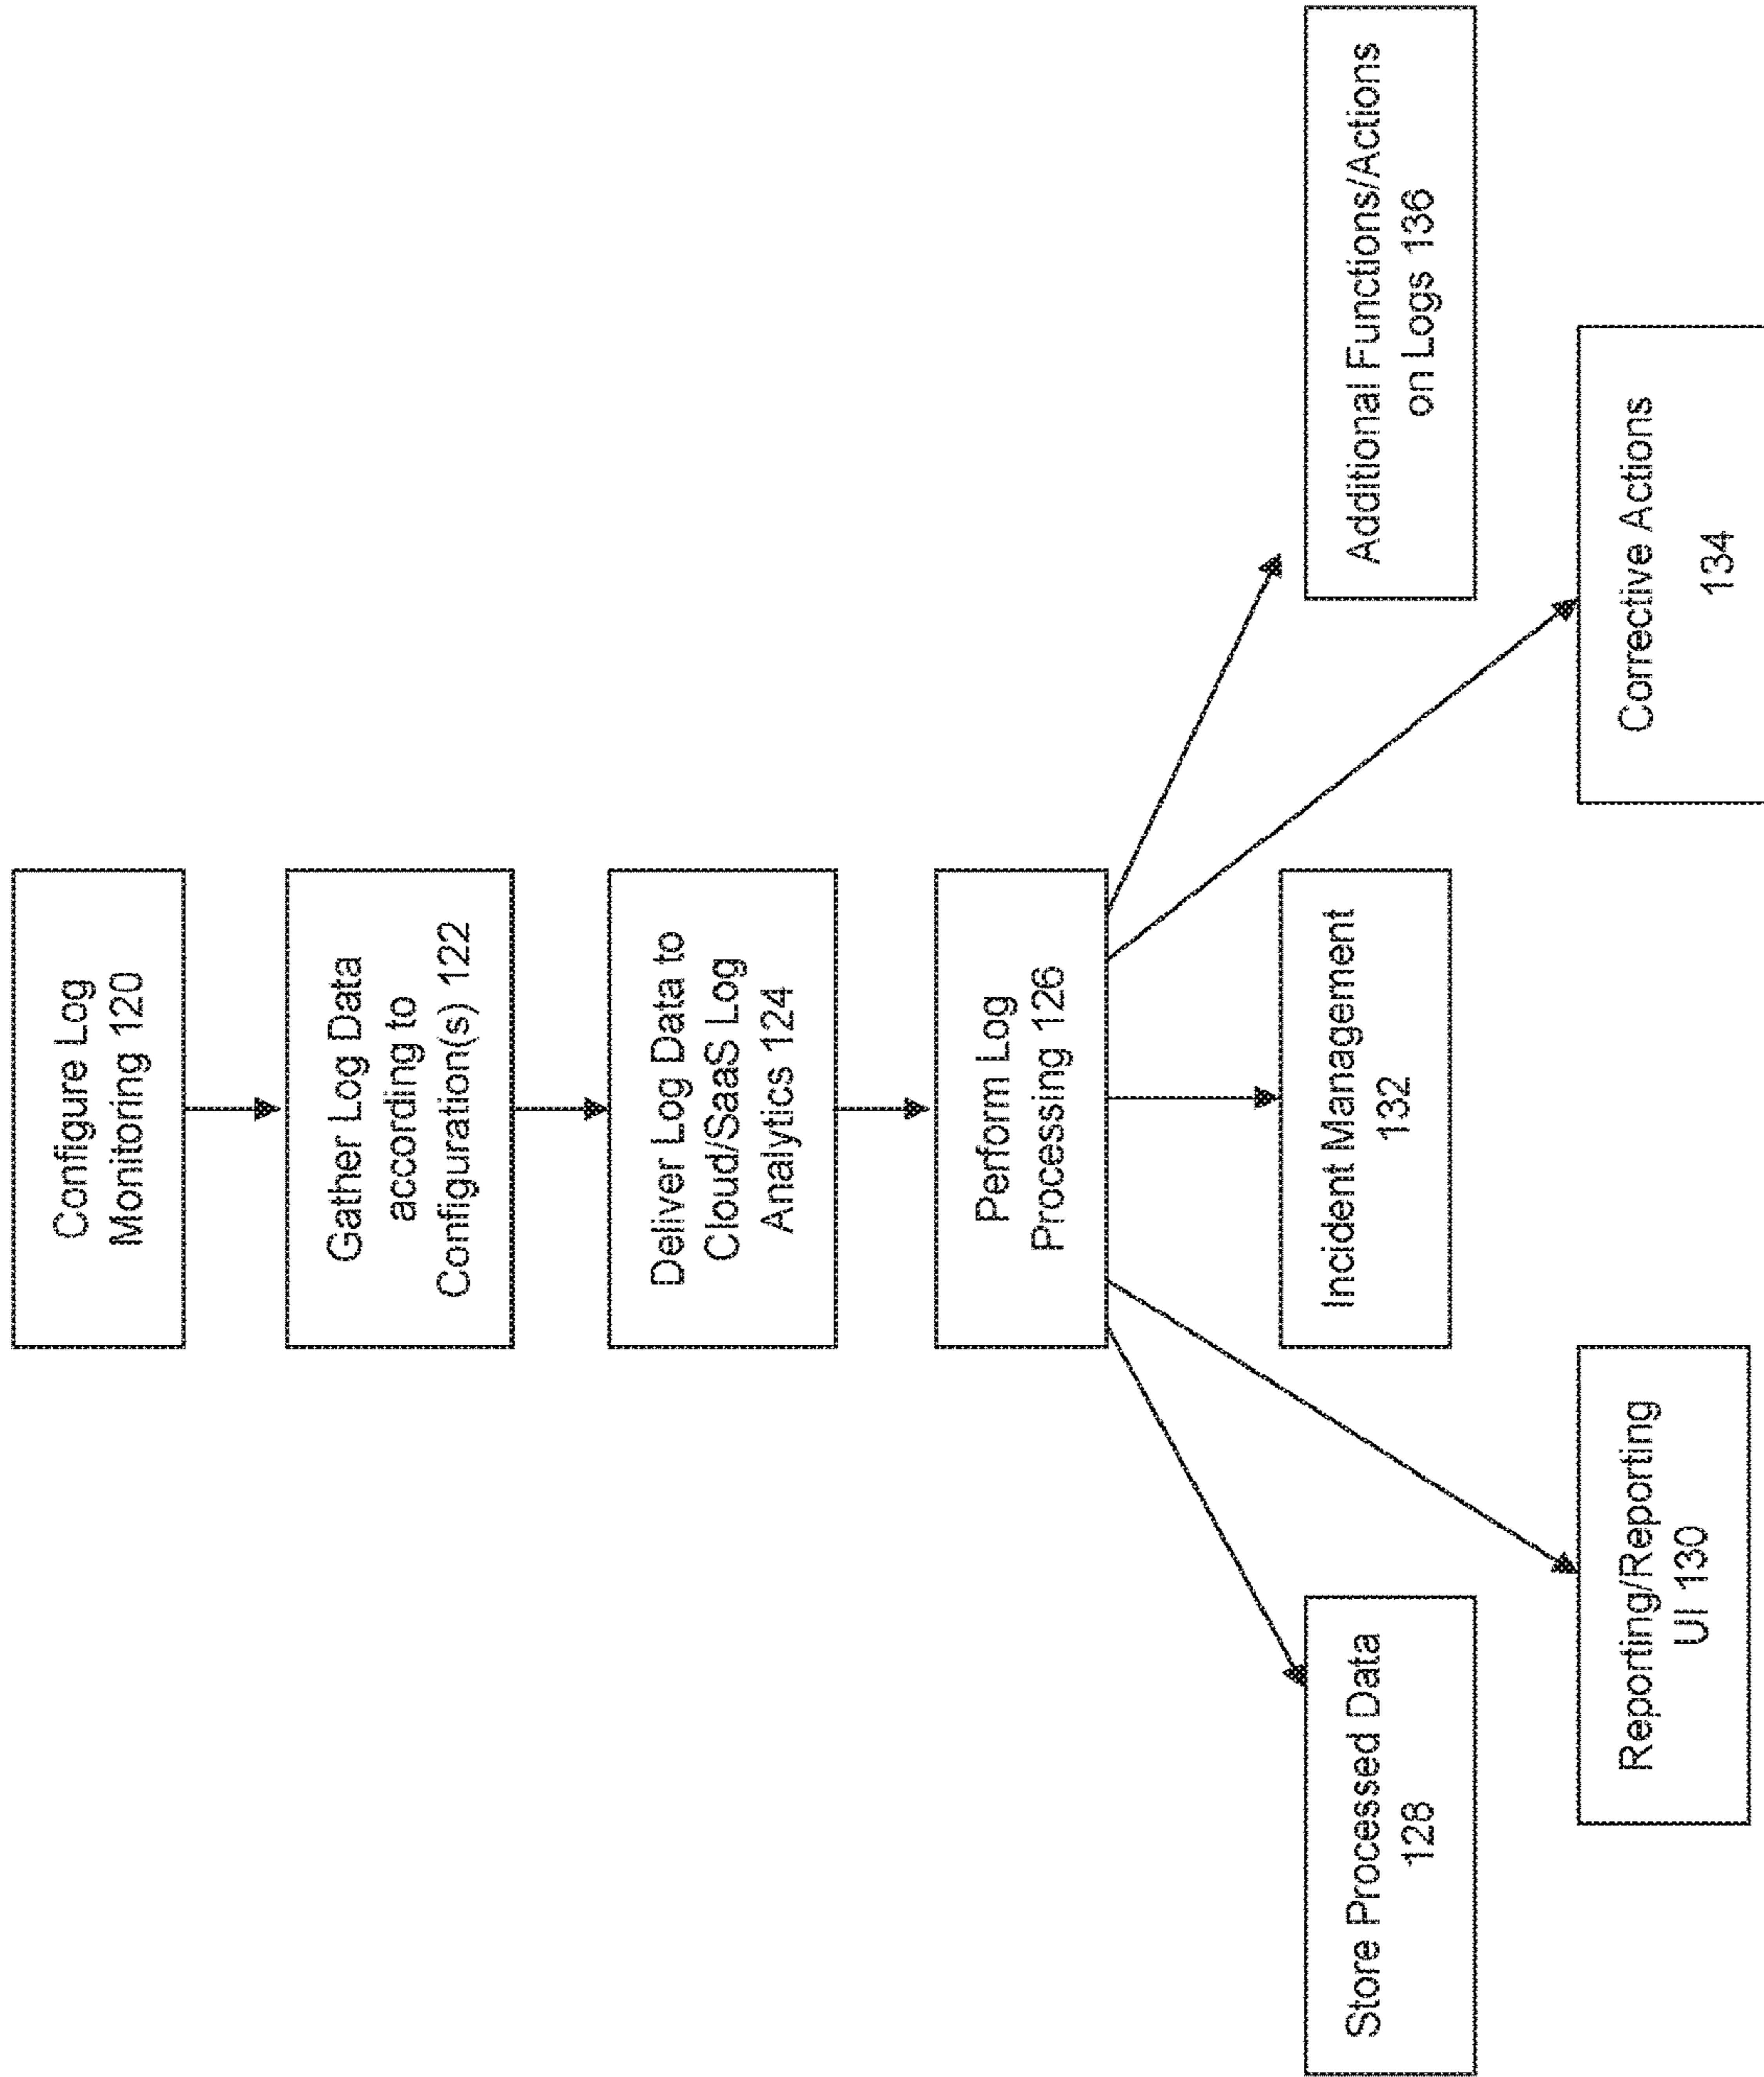 Configure Log
Monitoring 120
Gather Log Data
according to
Configuration(s) 122
Deliver Log Data to
Cloud/SaaS Log
Analytics 124
Perform Log
Processing 126
Store Processed Data
128
Reporting/Reporting
UI 130
Incident Management
132
Corrective Actions
134
Additional Functions/Actions
on Logs 136